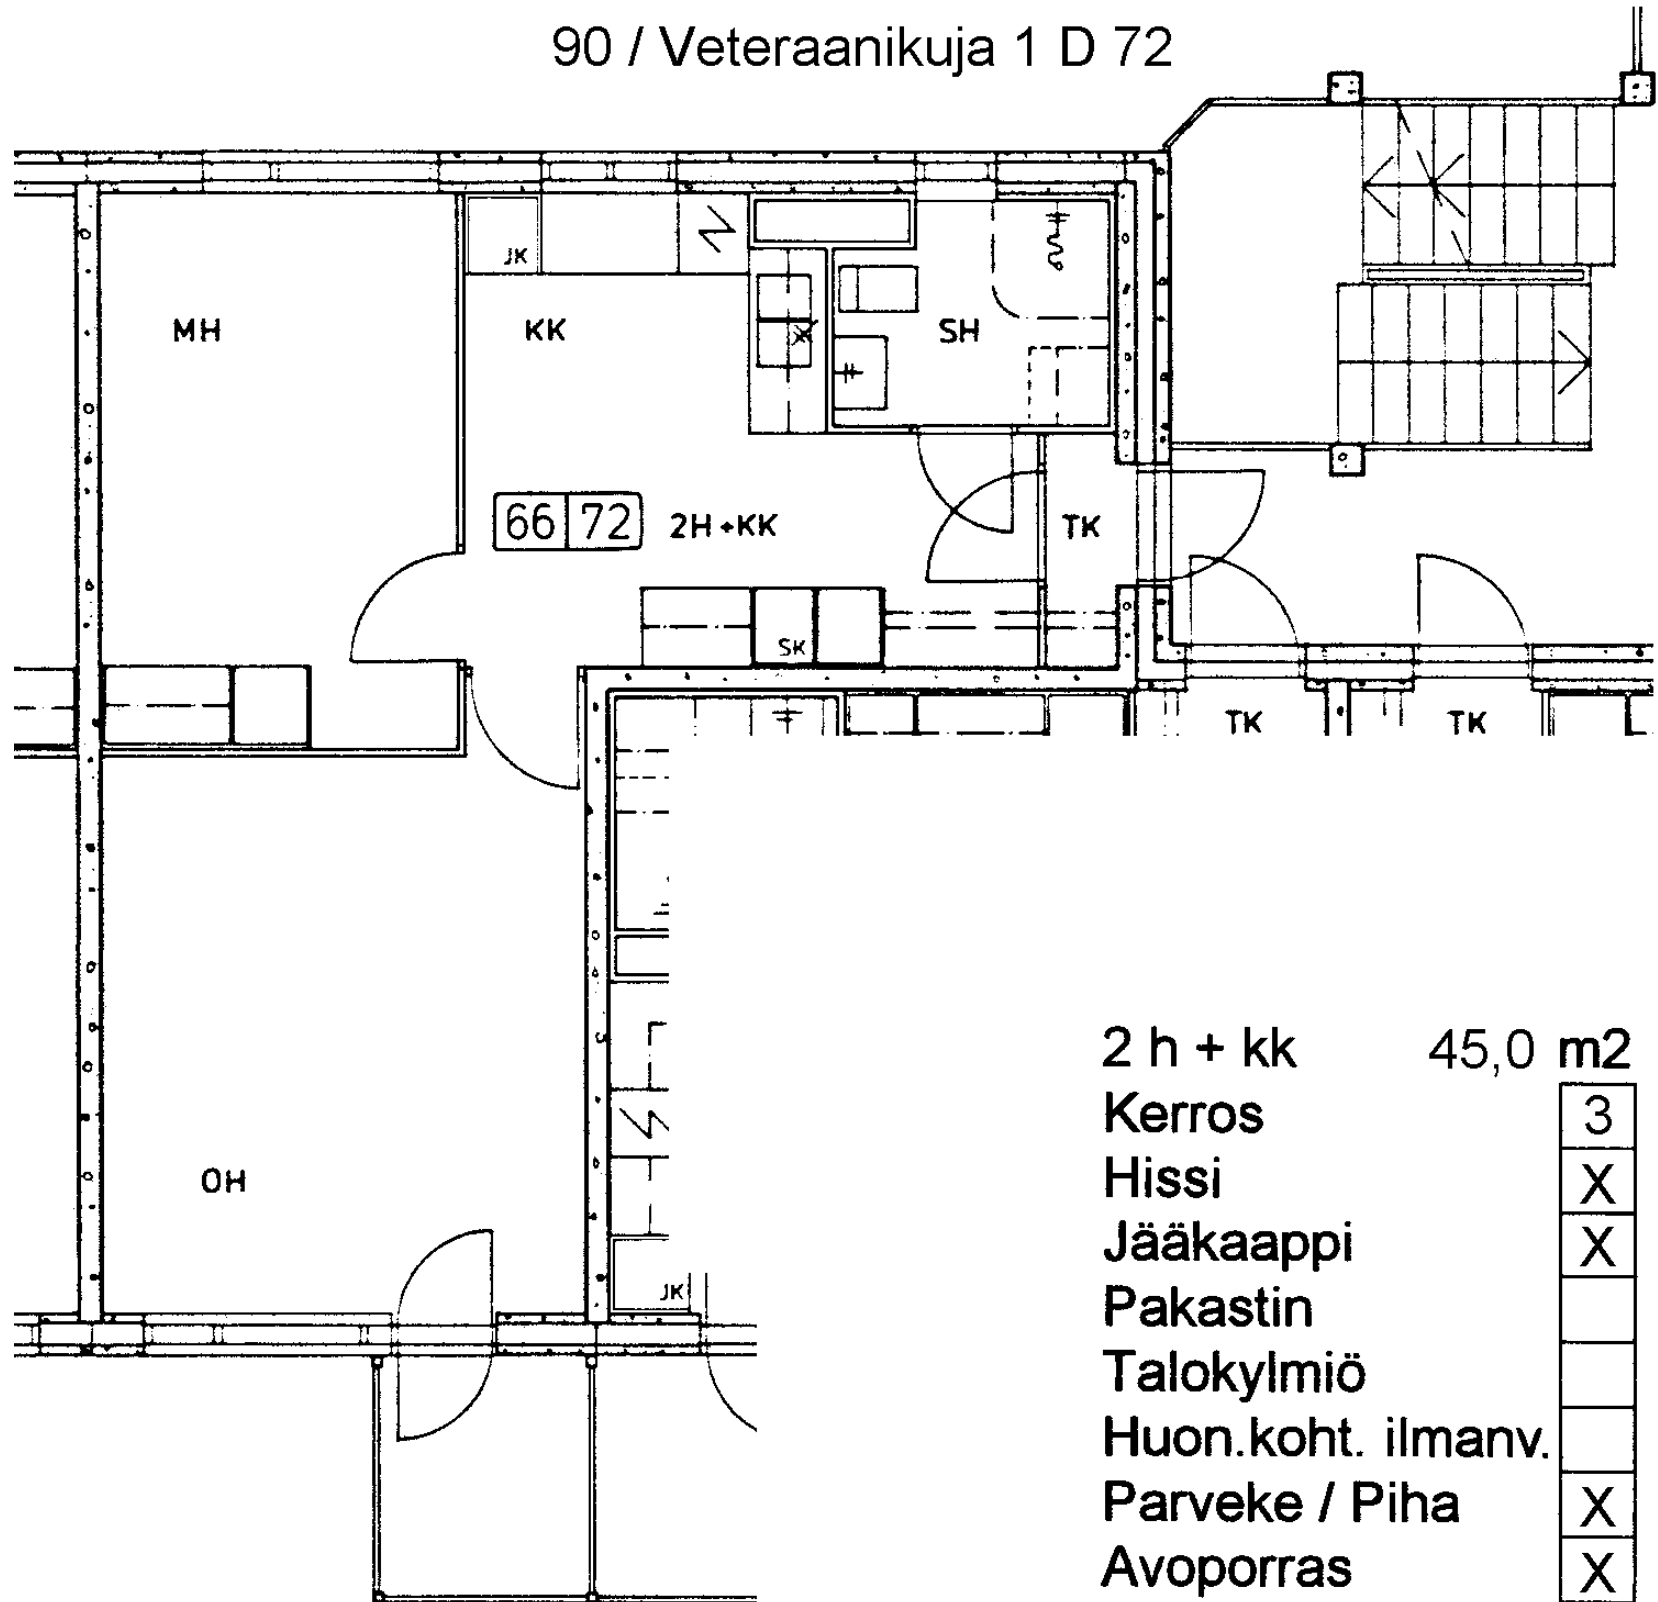 90 / Veteraanikuja 1 D 72
JK
MH
KK
SH
66 72 2H+KK
TK
SK
TK
TK
OH
JK
2 h + kk 45,0 m2
Kerros 3
Hissi X
Jääkaappi X
Pakastin
Talokylmiö
Huon.koht. ilmanv.
Parveke / Piha X
Avoporras X